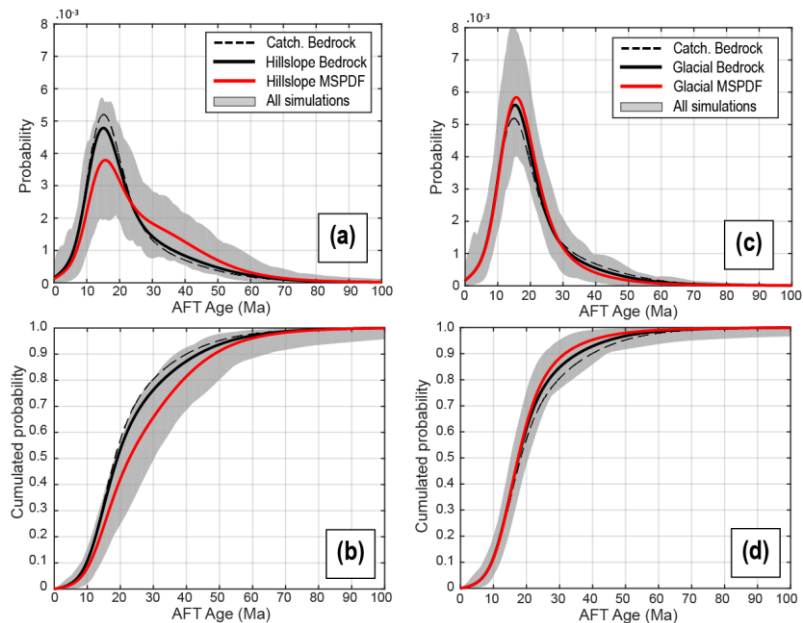 .10⁻³
8
7
6
5
4
3
2
1
0
Probability
Catch. Bedrock
Hillslope Bedrock
Hillslope MSPDF
All simulations
(a)
0 10 20 30 40 50 60 70 80 90 100
AFT Age (Ma)
.10⁻³
8
7
6
5
4
3
2
1
0
Probability
Catch. Bedrock
Glacial Bedrock
Glacial MSPDF
All simulations
(c)
0 10 20 30 40 50 60 70 80 90 100
AFT Age (Ma)
1.0
0.9
0.8
0.7
0.6
0.5
0.4
0.3
0.2
0.1
0
Cumulated probability
(b)
0 10 20 30 40 50 60 70 80 90 100
AFT Age (Ma)
1.0
0.9
0.8
0.7
0.6
0.5
0.4
0.3
0.2
0.1
0
Cumulated probability
(d)
0 10 20 30 40 50 60 70 80 90 100
AFT Age (Ma)